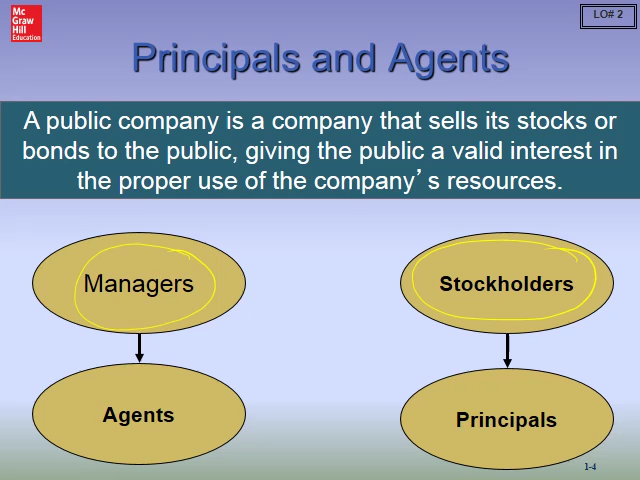 Mc
Graw
Hill
Education
LO# 2
Principals and Agents
A public company is a company that sells its stocks or
bonds to the public, giving the public a valid interest in
the proper use of the company’s resources.
Managers
Stockholders
Agents
Principals
1-4